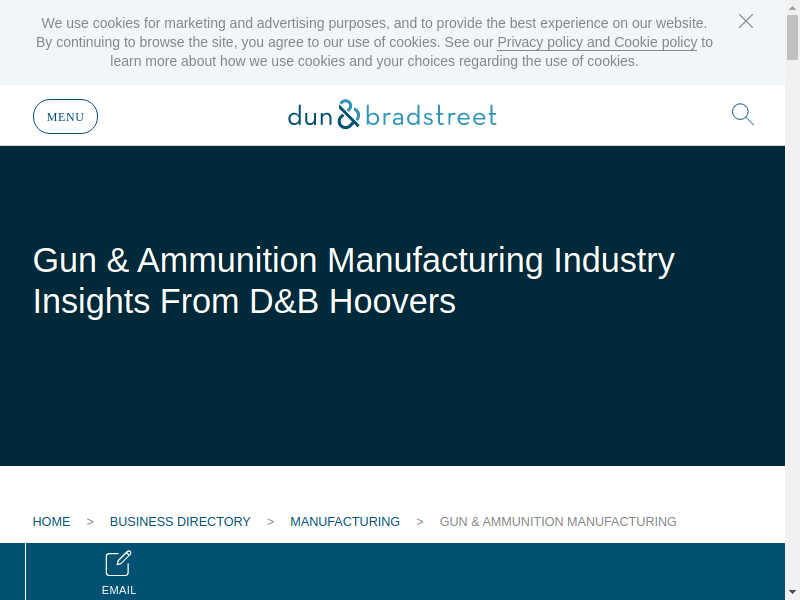 We use cookies for marketing and advertising purposes, and to provide the best experience on our website.
By continuing to browse the site, you agree to our use of cookies. See our Privacy policy and Cookie policy to
learn more about how we use cookies and your choices regarding the use of cookies.
MENU
dun & bradstreet
Gun & Ammunition Manufacturing Industry
Insights From D&B Hoovers
HOME > BUSINESS DIRECTORY > MANUFACTURING > GUN & AMMUNITION MANUFACTURING
EMAIL